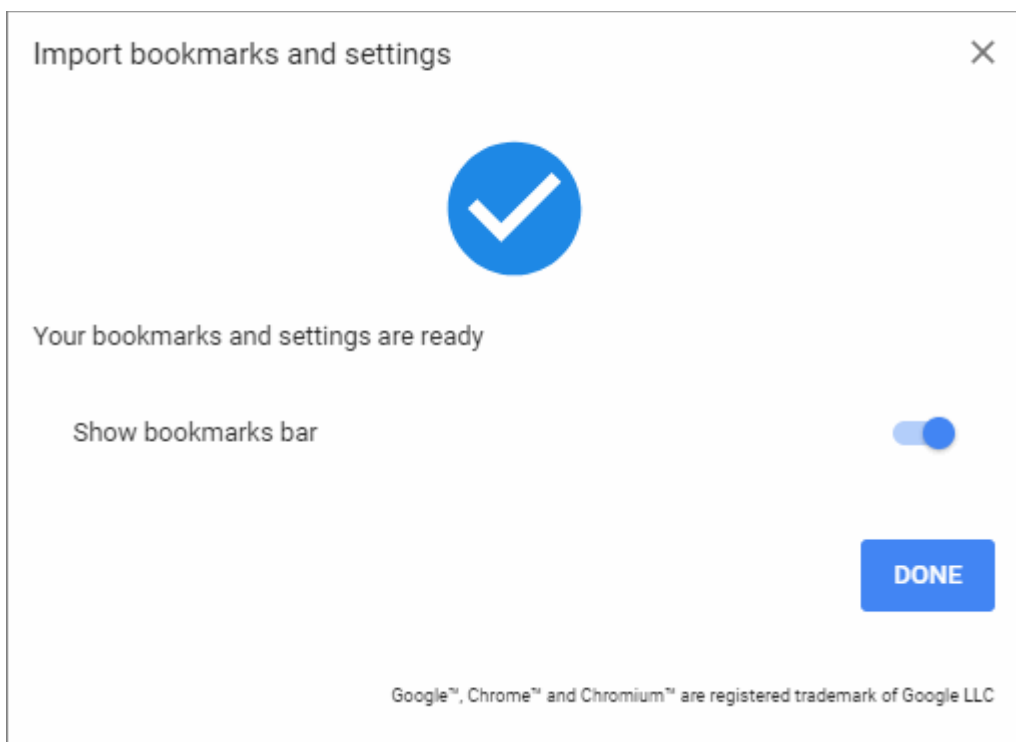 Import bookmarks and settings
Your bookmarks and settings are ready
Show bookmarks bar
DONE
Google™, Chrome™ and Chromium™ are registered trademark of Google LLC